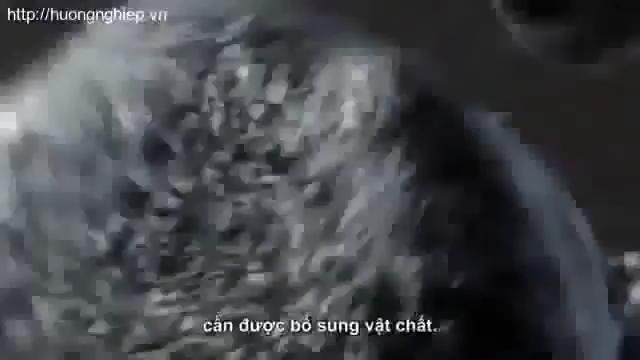 http://huongnghiep.vn
cần được bổ sung vật chất.